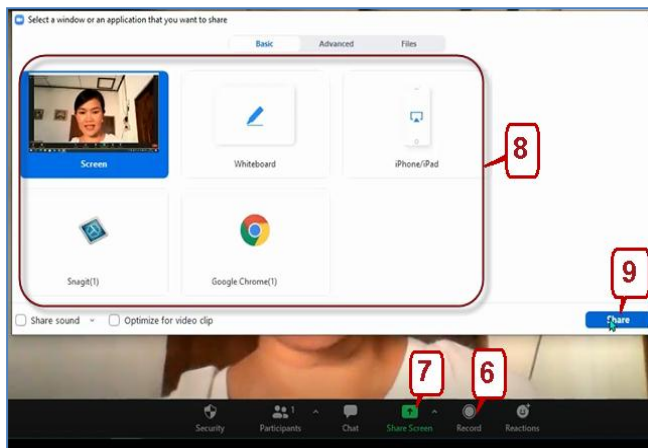 Select a window or an application that you want to share
Basic Advanced Files
Screen Whiteboard iPhone/iPad
8
Snagit(1) Google Chrome(1)
9
Share sound Optimize for video clip Share
7 6
1
Security Participants Chat Share Screen Record Reactions